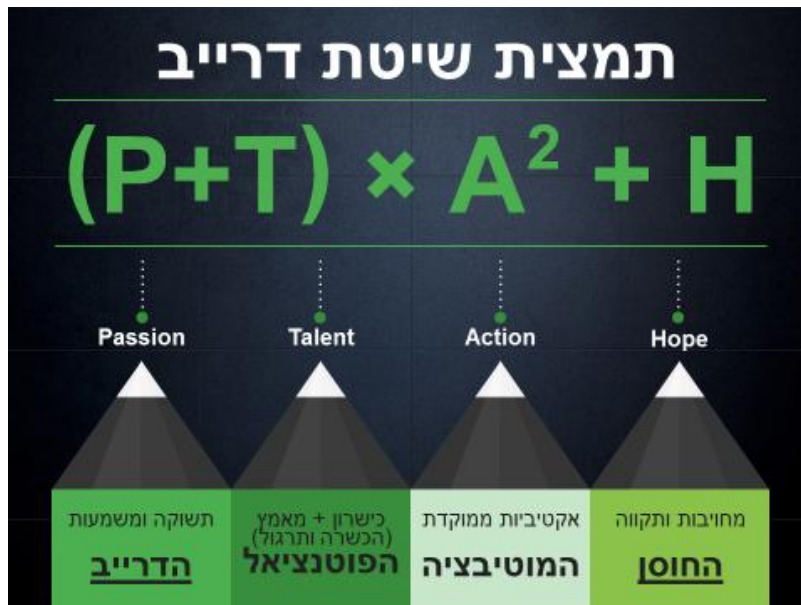 תמצית שיטת דרייב
(P+T) × A² + H
Passion
Talent
Action
Hope
תשוקה ומשמעות
הדרייב
כישרון + מאמץ
(הכשרה ותרגול)
הפוטנציאל
אקטיביות ממוקדת
המוטיבציה
מחויבות ותקווה
החוסן